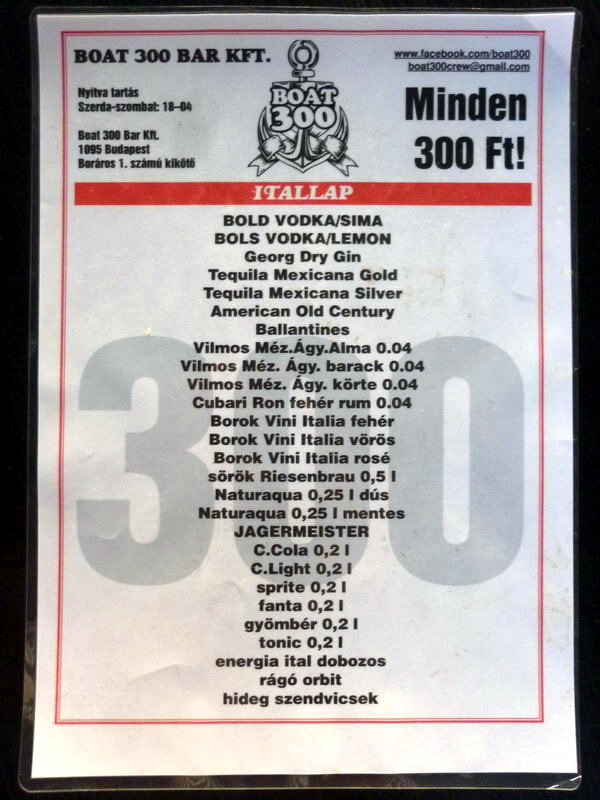 BOAT 300 BAR KFT.
www.facebook.com/boat300
boat300crew@gmail.com
Nyitva tartás
Szerda-szombat: 18–04
Boat 300 Bar Kft.
1095 Budapest
Boráros 1. számú kikötő
BOAT
300
Minden
300 Ft!
ITALLAP
300
BOLD VODKA/SIMA
BOLS VODKA/LEMON
Georg Dry Gin
Tequila Mexicana Gold
Tequila Mexicana Silver
American Old Century
Ballantines
Vilmos Méz.Ágy.Alma 0.04
Vilmos Méz. Ágy. barack 0.04
Vilmos Méz. Ágy. körte 0.04
Cubari Ron fehér rum 0.04
Borok Vini Italia fehér
Borok Vini Italia vörös
Borok Vini Italia rosé
sörök Riesenbrau 0,5 l
Naturaqua 0,25 l dús
Naturaqua 0,25 l mentes
JAGERMEISTER
C.Cola 0,2 l
C.Light 0,2 l
sprite 0,2 l
fanta 0,2 l
gyömbér 0,2 l
tonic 0,2 l
energia ital dobozos
rágó orbit
hideg szendvicsek